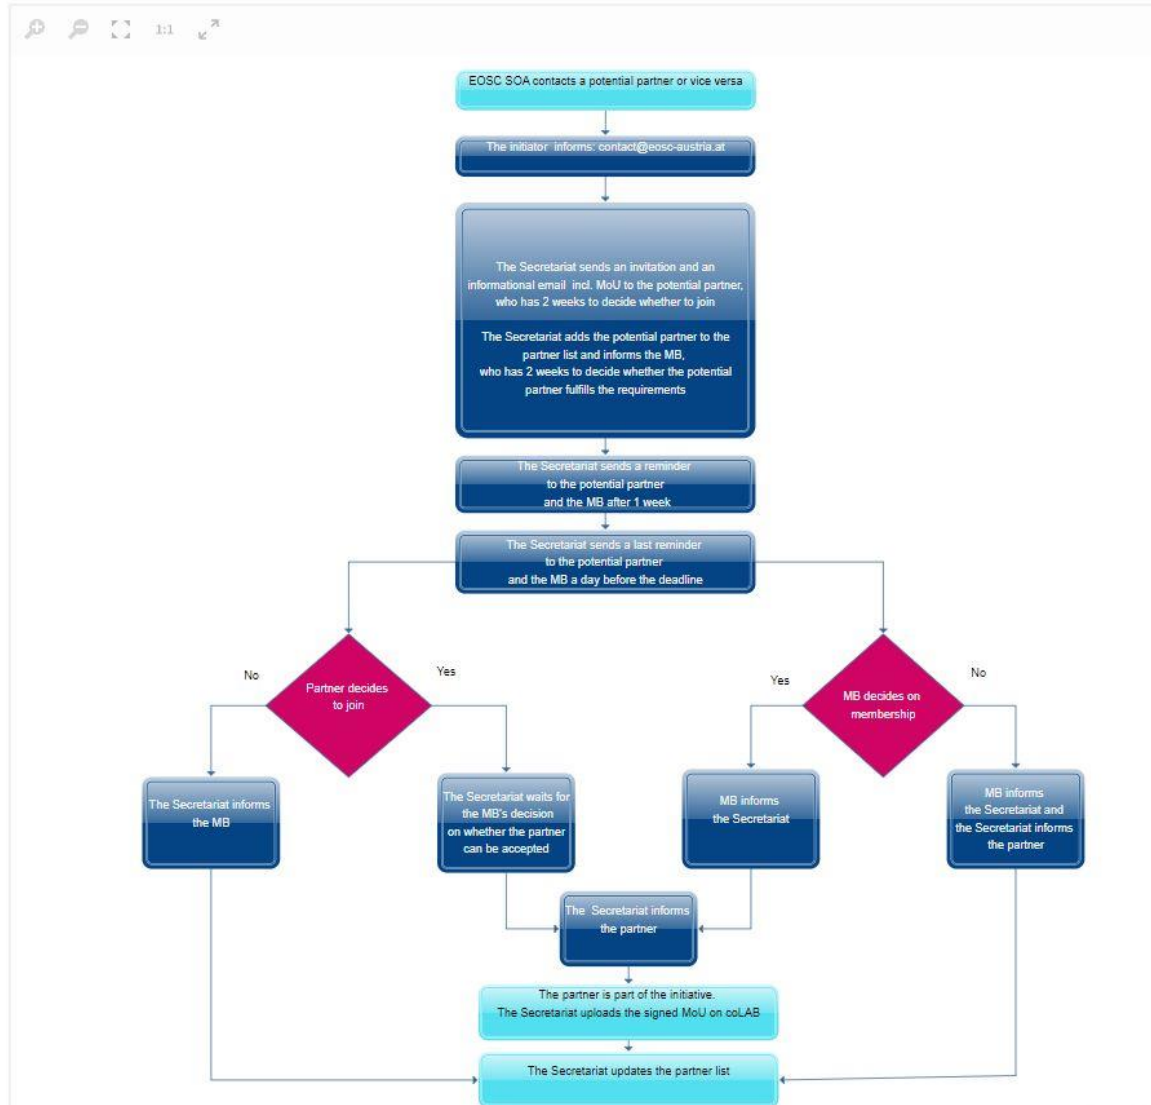 1:1
EOSC SOA contacts a potential partner or vice versa
The initiator informs: contact@eosc-austria.at
The Secretariat sends an invitation and an
informational email incl. MoU to the potential partner,
who has 2 weeks to decide whether to join
The Secretariat adds the potential partner to the
partner list and informs the MB,
who has 2 weeks to decide whether the potential
partner fulfills the requirements
The Secretariat sends a reminder
to the potential partner
and the MB after 1 week
The Secretariat sends a last reminder
to the potential partner
and the MB a day before the deadline
No
Partner decides
to join
Yes
Yes
MB decides on
membership
No
The Secretariat informs
the MB
The Secretariat waits for
the MB's decision
on whether the partner
can be accepted
MB informs
the Secretariat
MB informs
the Secretariat and
the Secretariat informs
the partner
The Secretariat informs
the partner
The partner is part of the initiative.
The Secretariat uploads the signed MoU on coLAB
The Secretariat updates the partner list